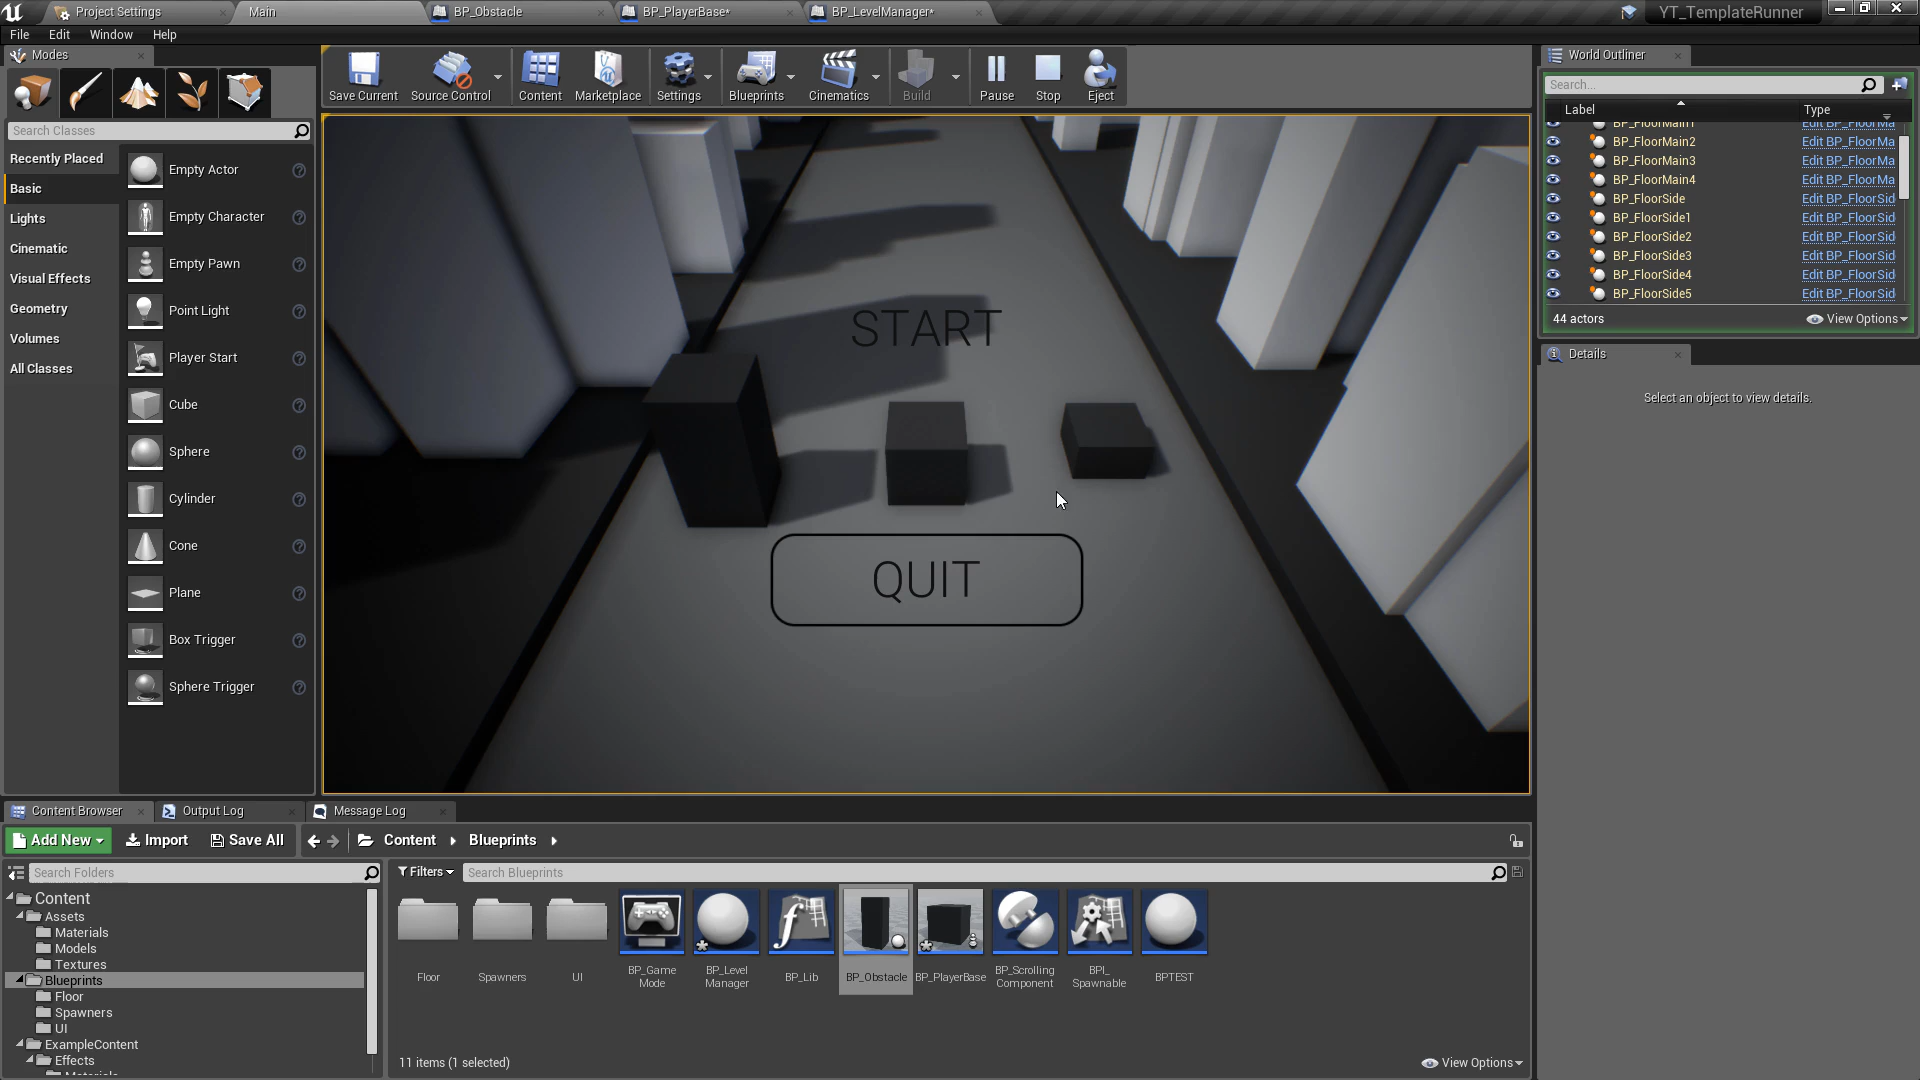 Project Settings
Main
BP_Obstacle
BP_PlayerBase*
BP_LevelManager*
YT_TemplateRunner
File Edit Window Help
Modes
Save Current
Source Control
Content
Marketplace
Settings
Blueprints
Cinematics
Build
Pause
Stop
Eject
World Outliner
Search...
Label Type
BP_FloorMain1 Edit BP_FloorMa
BP_FloorMain2 Edit BP_FloorMa
BP_FloorMain3 Edit BP_FloorMa
BP_FloorMain4 Edit BP_FloorMa
BP_FloorSide Edit BP_FloorSid
BP_FloorSide1 Edit BP_FloorSid
BP_FloorSide2 Edit BP_FloorSid
BP_FloorSide3 Edit BP_FloorSid
BP_FloorSide4 Edit BP_FloorSid
BP_FloorSide5 Edit BP_FloorSid
44 actors View Options
Details
Select an object to view details.
Search Classes
Recently Placed
Basic
Lights
Cinematic
Visual Effects
Geometry
Volumes
All Classes
Empty Actor
Empty Character
Empty Pawn
Point Light
Player Start
Cube
Sphere
Cylinder
Cone
Plane
Box Trigger
Sphere Trigger
START
QUIT
Content Browser
Output Log
Message Log
Add New Import Save All
Content Blueprints
Search Folders
Filters
Search Blueprints
Content
Assets
Materials
Models
Textures
Blueprints
Floor
Spawners
UI
ExampleContent
Effects
Floor
Spawners
UI
BP_Game
Mode
BP_Level
Manager
BP_Lib
BP_Obstacle
BP_PlayerBase
BP_Scrolling
Component
BPI_
Spawnable
BPTEST
11 items (1 selected)
View Options